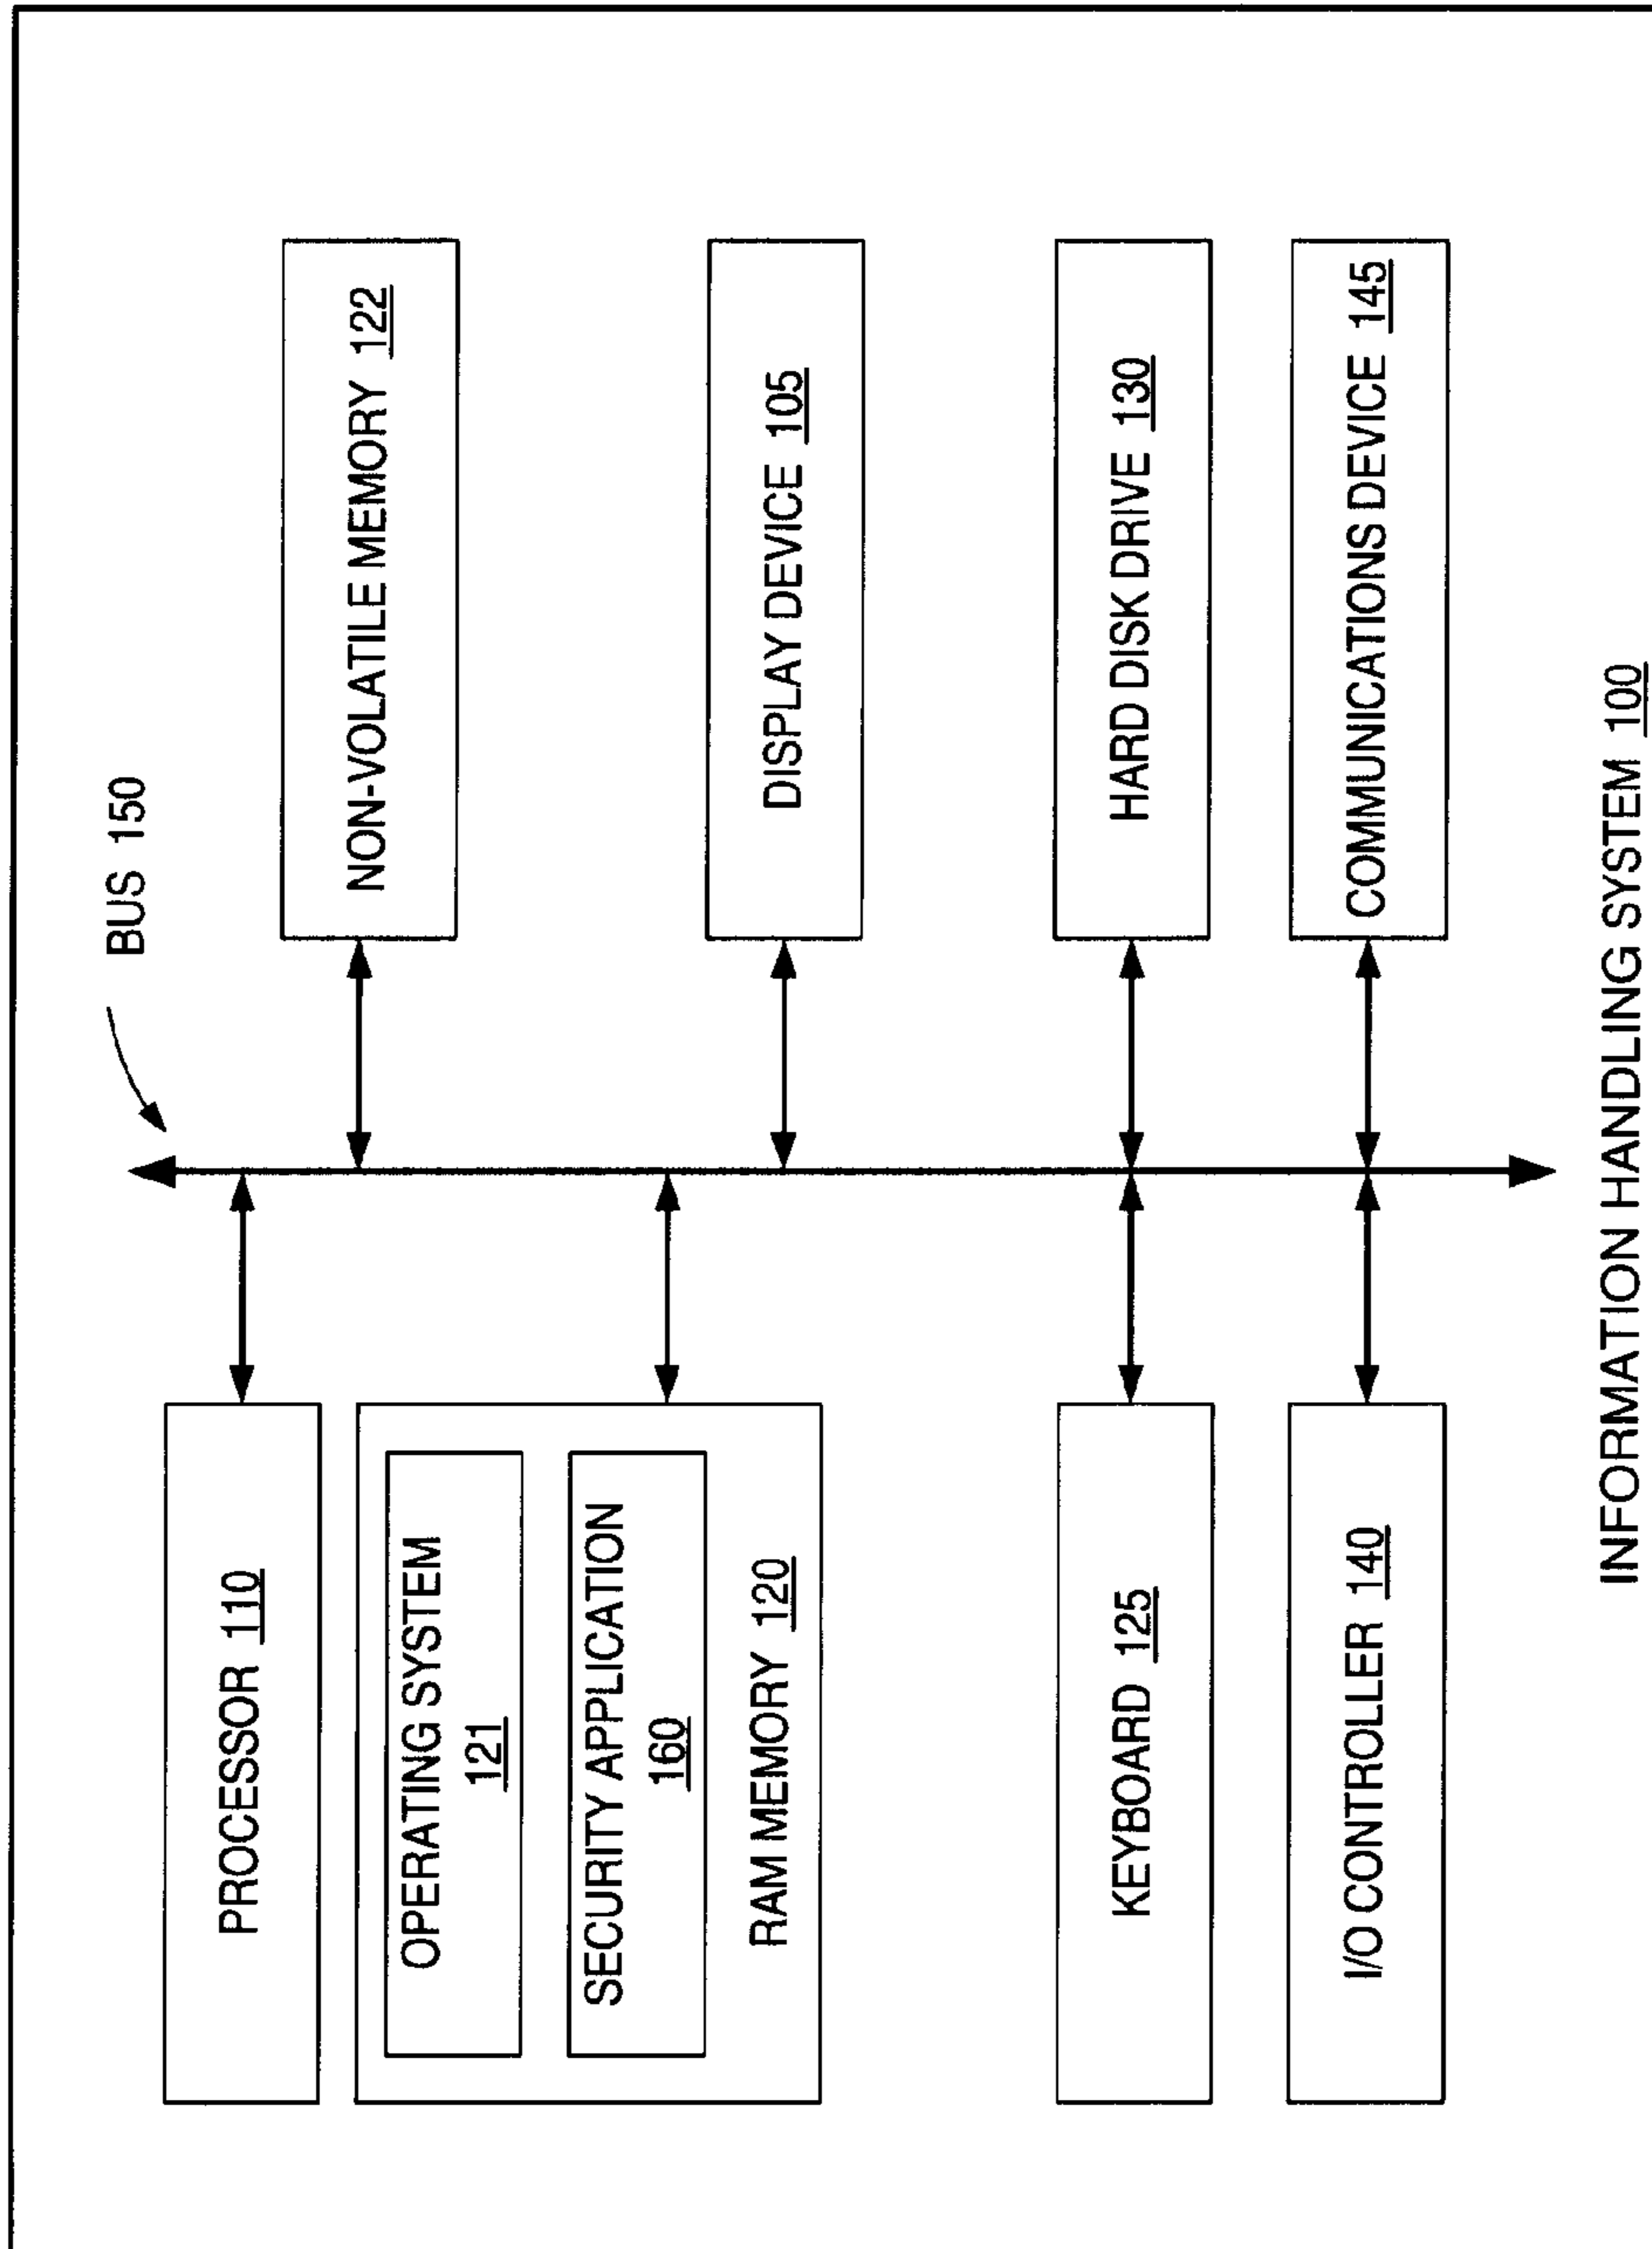 BUS 150
PROCESSOR 110
OPERATING SYSTEM
121
SECURITY APPLICATION
160
RAM MEMORY 120
KEYBOARD 125
I/O CONTROLLER 140
NON-VOLATILE MEMORY 122
DISPLAY DEVICE 105
HARD DISK DRIVE 130
COMMUNICATIONS DEVICE 145
INFORMATION HANDLING SYSTEM 100